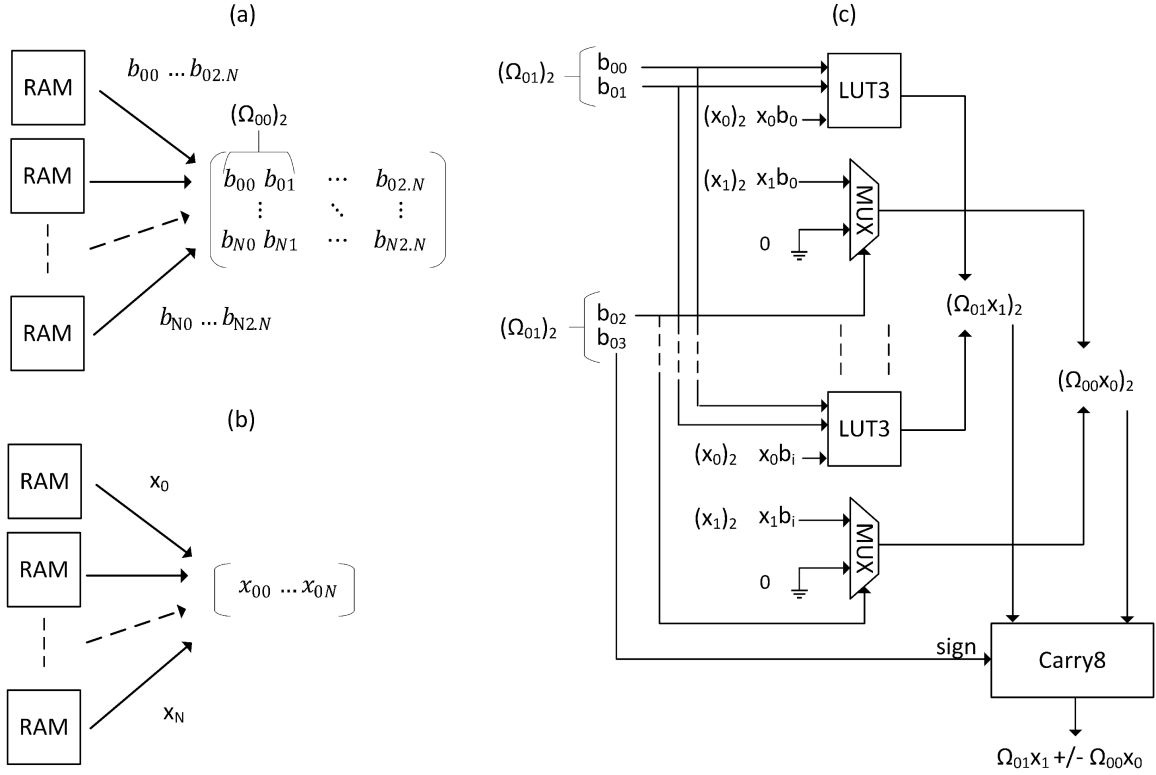 (a)
RAM
b00 ...b02.N
(Ω00)2
RAM
b00 b01 ⋯ b02.N
⋮ ⋱ ⋮
bN0 bN1 ⋯ bN2.N
RAM
bN0 ...bN2.N
(b)
RAM
x0
RAM
x00 ...x0N
RAM
xN
(c)
(Ω01)2 b00
b01
LUT3
(x0)2 x0b0
(x1)2 x1b0
MUX
0
(Ω01)2 b02
b03
(Ω01x1)2
(Ω00x0)2
LUT3
(x0)2 x0bi
(x1)2 x1bi
MUX
0
sign
Carry8
Ω01x1 +/- Ω00x0